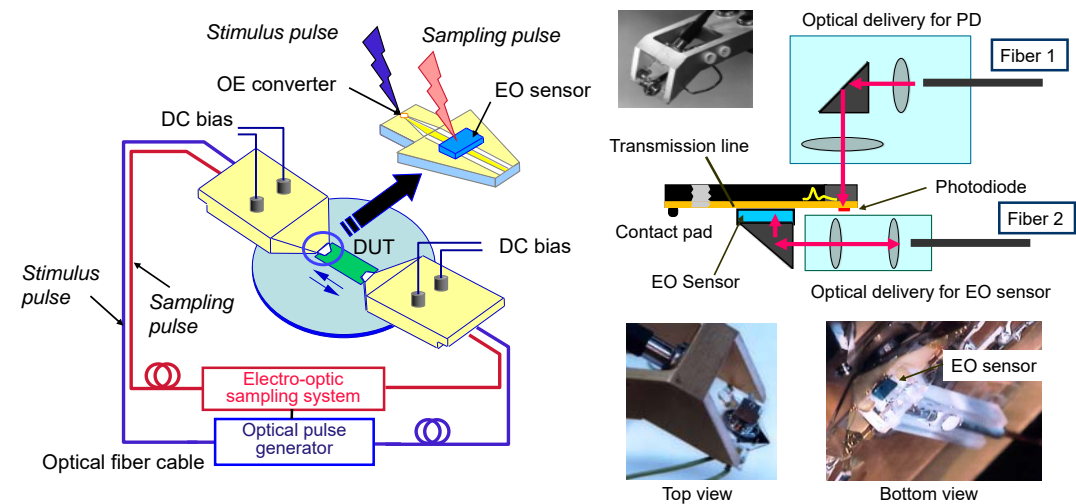 Stimulus pulse
Sampling pulse
OE converter
EO sensor
DC bias
DUT
DC bias
Stimulus
pulse
Sampling
pulse
Electro-optic
sampling system
Optical pulse
generator
Optical fiber cable
Optical delivery for PD
Fiber 1
Transmission line
Photodiode
Fiber 2
Contact pad
EO Sensor
Optical delivery for EO sensor
EO sensor
Top view
Bottom view